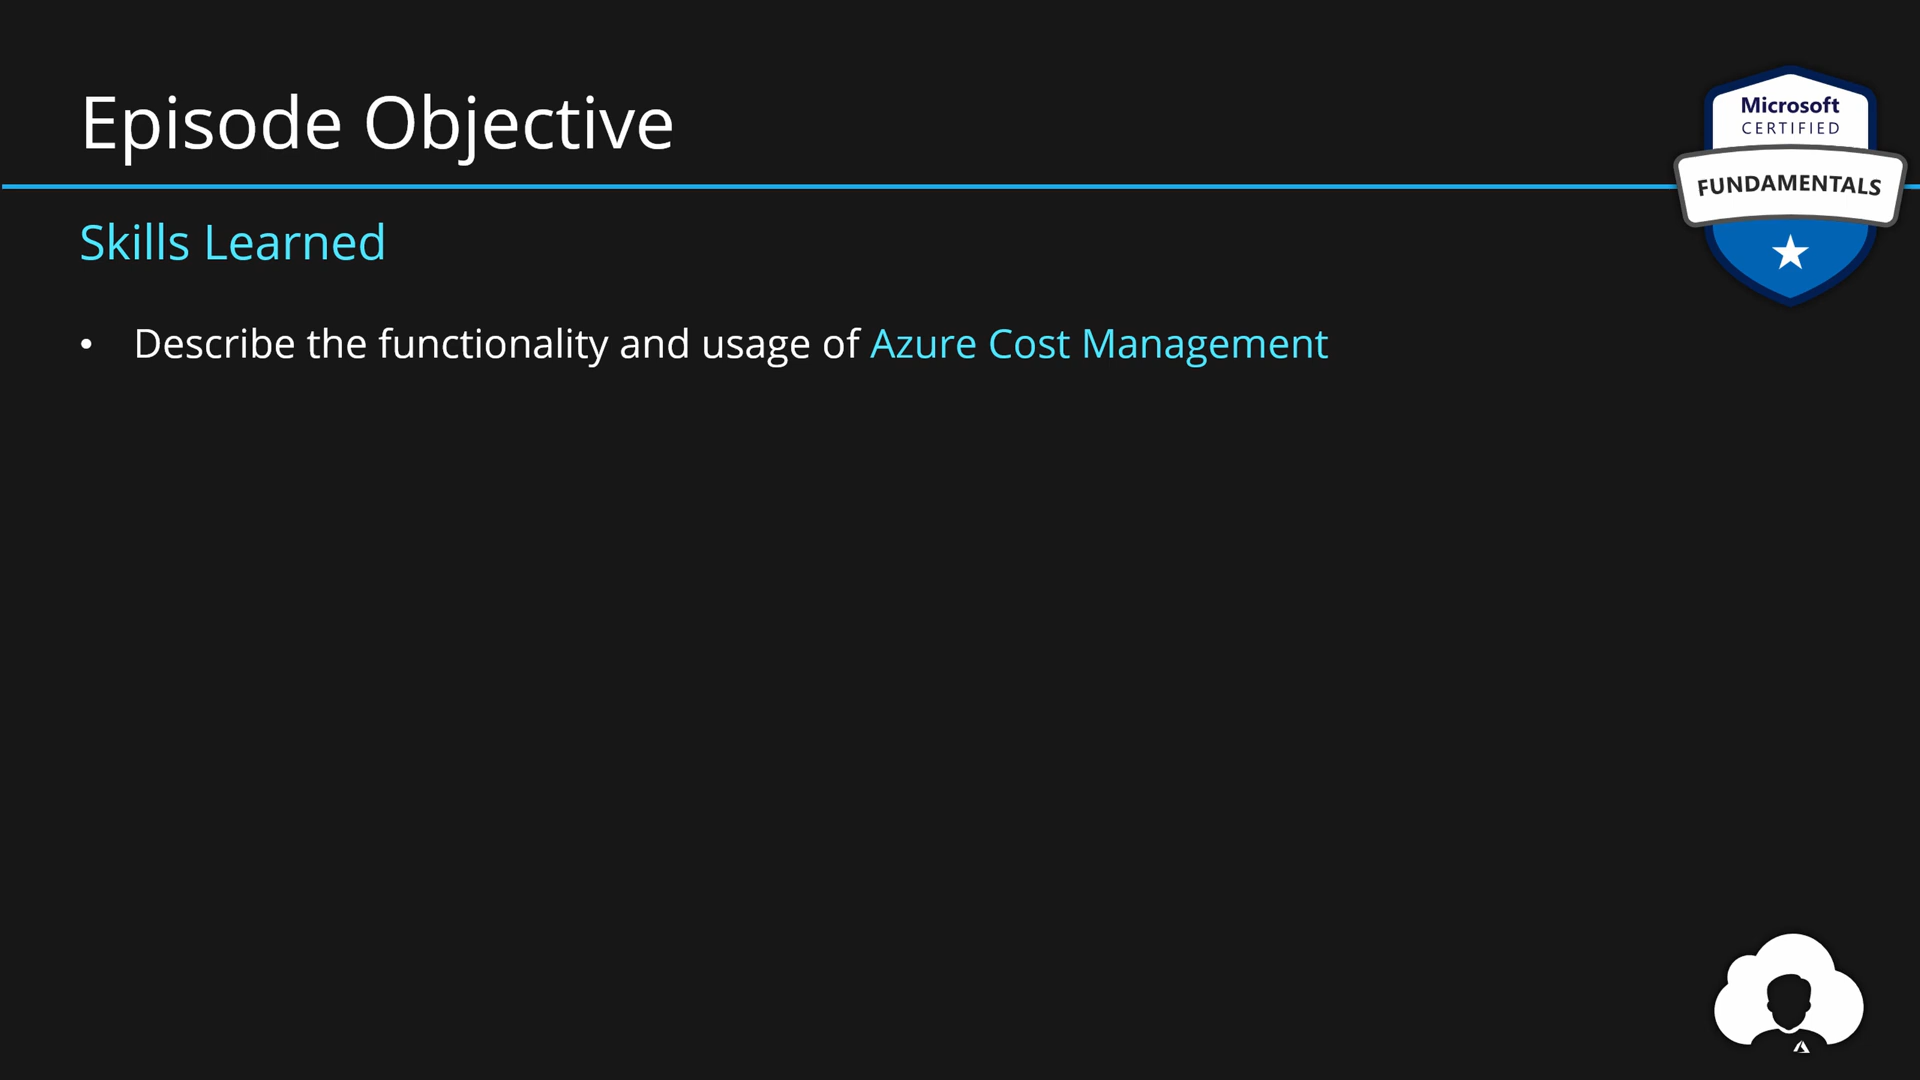 Episode Objective
Microsoft
CERTIFIED
FUNDAMENTALS
Skills Learned
• Describe the functionality and usage of Azure Cost Management